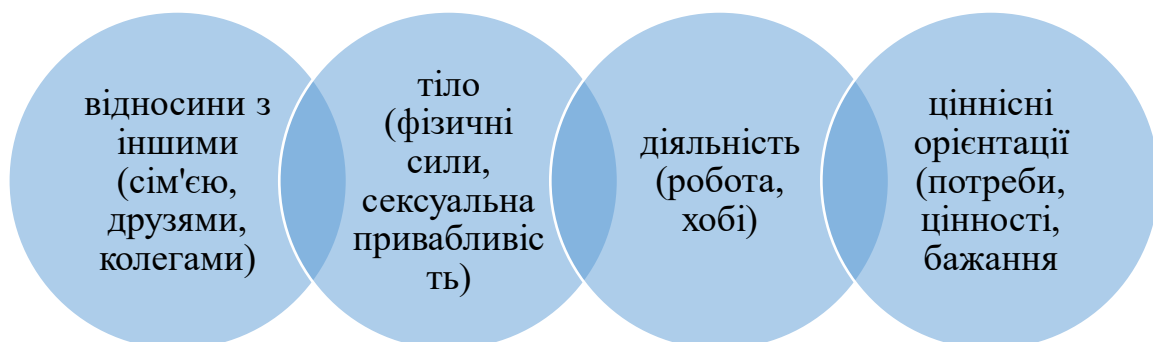 відносини з
іншими
(сім'єю,
друзями,
колегами)
тіло
(фізичні
сили,
сексуальна
привабливіс
ть)
діяльність
(робота,
хобі)
ціннісні
орієнтації
(потреби,
цінності,
бажання